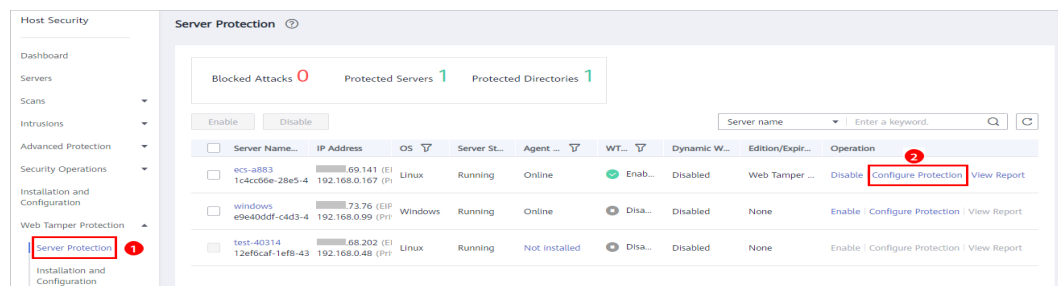 Host Security
Server Protection
Dashboard
Servers
Scans
Intrusions
Advanced Protection
Security Operations
Installation and
Configuration
Web Tamper Protection
Server Protection 1
Installation and
Configuration
Blocked Attacks 0 Protected Servers 1 Protected Directories 1
Enable Disable Server name Enter a keyword.
Server Name... IP Address OS Server St... Agent ... WT... Dynamic W... Edition/Expir... Operation
2
ecs-a883 .69.141 (EI Linux Running Online Enab... Disabled Web Tamper ... Disable Configure Protection View Report
1c4cc66e-28e5-4 192.168.0.167 (Pri
windows .73.76 (EIP Windows Running Online Disa... Disabled None Enable Configure Protection View Report
e9e40ddf-c4d3-4 192.168.0.99 (Pri
test-40314 .68.202 (EI Linux Running Not installed Disa... Disabled None Enable Configure Protection View Report
12ef6caf-1ef8-43 192.168.0.48 (Pri